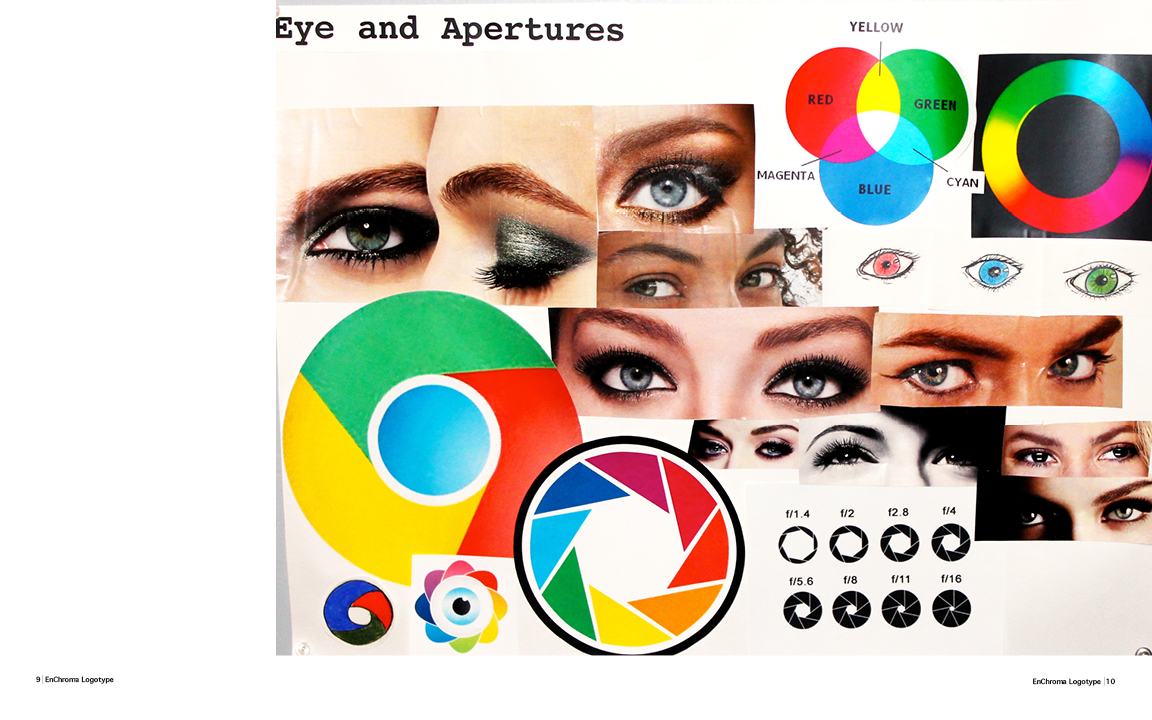 Eye and Apertures
YELLOW
RED
GREEN
MAGENTA
CYAN
BLUE
f/1.4
f/2
f2.8
f/4
f/5.6
f/8
f/11
f/16
9 | EnChroma Logotype
EnChroma Logotype | 10